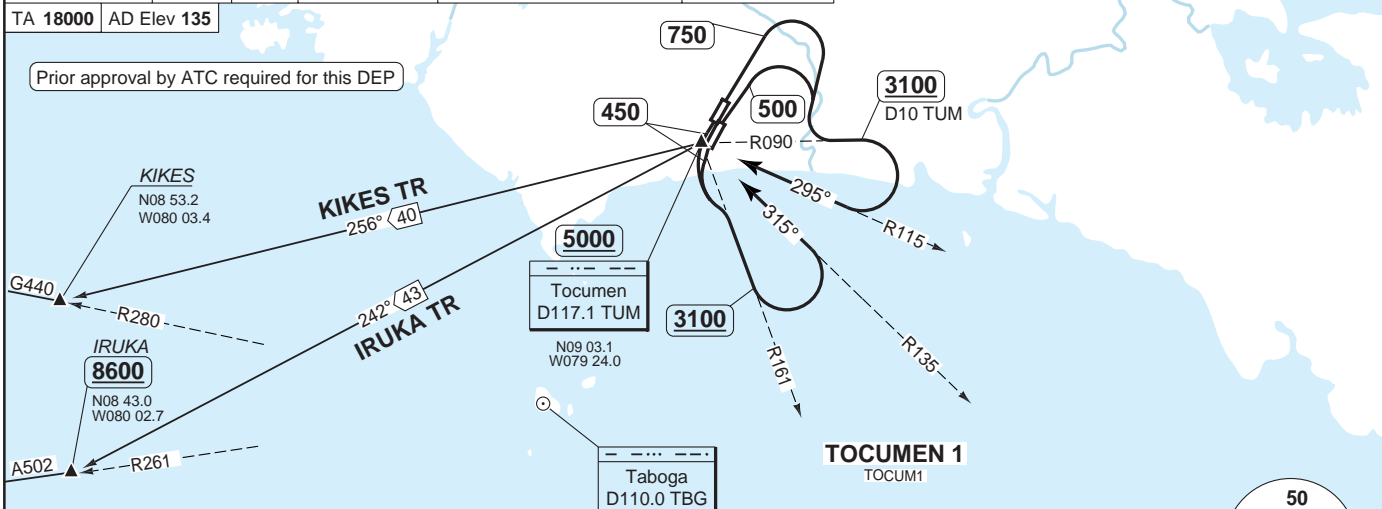 TA 18000 AD Elev 135
Prior approval by ATC required for this DEP
750
3100
D10 TUM
500
450
R090
KIKES
N08 53.2
W080 03.4
KIKES TR
256° 40
295°
R115
315°
5000
Tocumen
D117.1 TUM
N09 03.1
W079 24.0
G440
R280
242° 43
IRUKA TR
3100
IRUKA
8600
N08 43.0
W080 02.7
R161
R135
A502
R261
TOCUMEN 1
TOCUM1
Taboga
D110.0 TBG
50